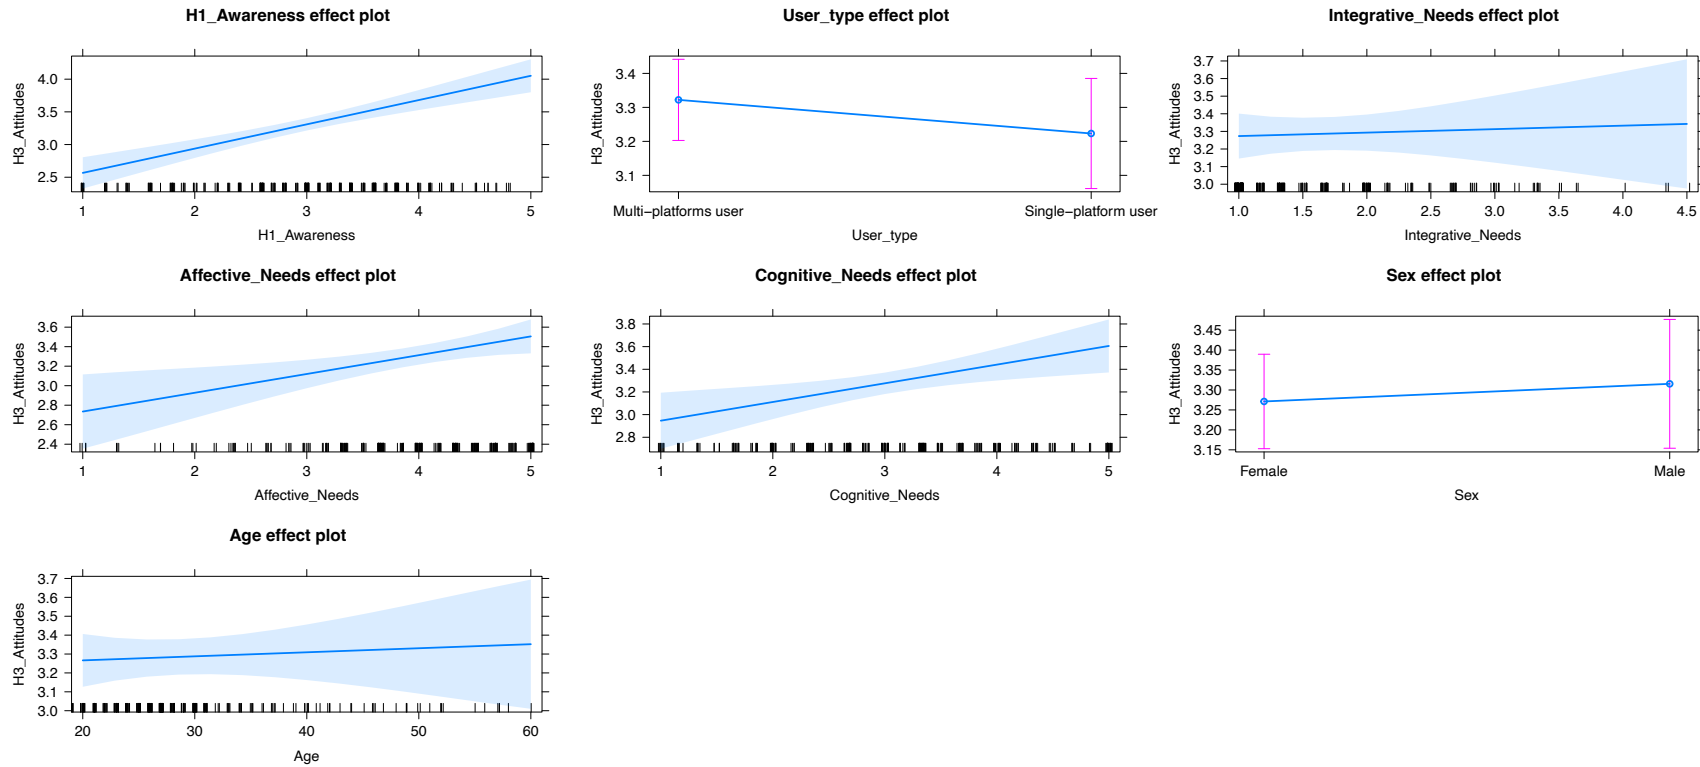 H1_Awareness effect plot
H3_Attitudes
4.0
3.5
3.0
2.5
1 2 3 4 5
H1_Awareness
User_type effect plot
H3_Attitudes
3.4
3.3
3.2
3.1
Multi−platforms user Single−platform user
User_type
Integrative_Needs effect plot
H3_Attitudes
3.7
3.6
3.5
3.4
3.3
3.2
3.1
3.0
1.0 1.5 2.0 2.5 3.0 3.5 4.0 4.5
Integrative_Needs
Affective_Needs effect plot
H3_Attitudes
3.6
3.4
3.2
3.0
2.8
2.6
2.4
1 2 3 4 5
Affective_Needs
Cognitive_Needs effect plot
H3_Attitudes
3.8
3.6
3.4
3.2
3.0
2.8
1 2 3 4 5
Cognitive_Needs
Sex effect plot
H3_Attitudes
3.45
3.40
3.35
3.30
3.25
3.20
3.15
Female Male
Sex
Age effect plot
H3_Attitudes
3.7
3.6
3.5
3.4
3.3
3.2
3.1
3.0
20 30 40 50 60
Age